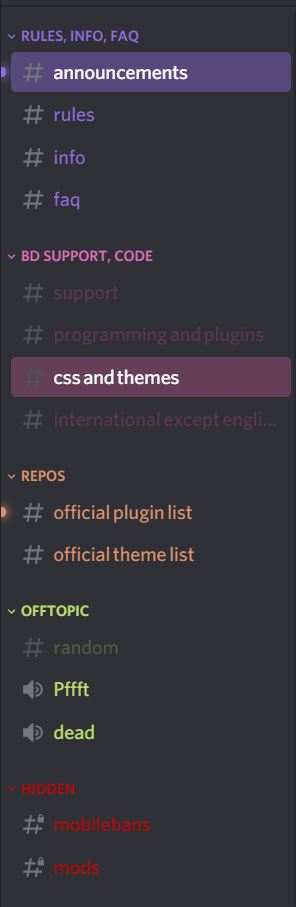 RULES, INFO, FAQ
announcements
rules
info
faq
BD SUPPORT, CODE
support
programming and plugins
css and themes
international except engli...
REPOS
official plugin list
official theme list
OFFTOPIC
random
Pffft
dead
HIDDEN
mobilebans
mods